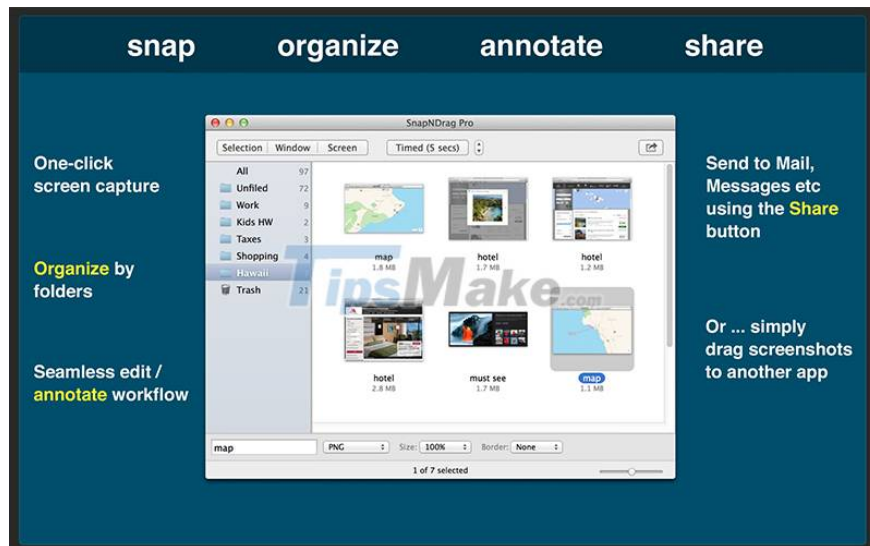 snap organize annotate share
One-click
screen capture
Organize by
folders
Seamless edit /
annotate workflow
SnapNDrag Pro
Selection Window Screen Timed (5 secs)
All 97
Unfiled 72
Work 9
Kids HW 2
Taxes 3
Shopping 4
Hawaii
Trash 21
map
1.8 MB
hotel
1.7 MB
hotel
1.2 MB
TipsMake.com
hotel
2.8 MB
must see
1.7 MB
map
1.1 MB
map PNG Size: 100% Border: None
1 of 7 selected
Send to Mail,
Messages etc
using the Share
button
Or ... simply
drag screenshots
to another app